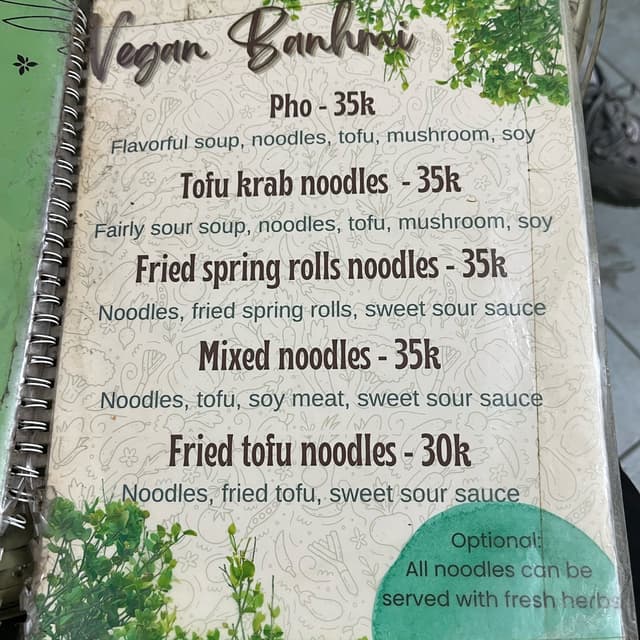 Vegan Banhmi
Pho - 35k
Flavorful soup, noodles, tofu, mushroom, soy
Tofu krab noodles - 35k
Fairly sour soup, noodles, tofu, mushroom, soy
Fried spring rolls noodles - 35k
Noodles, fried spring rolls, sweet sour sauce
Mixed noodles - 35k
Noodles, tofu, soy meat, sweet sour sauce
Fried tofu noodles - 30k
Noodles, fried tofu, sweet sour sauce
Optional:
All noodles can be
served with fresh herbs